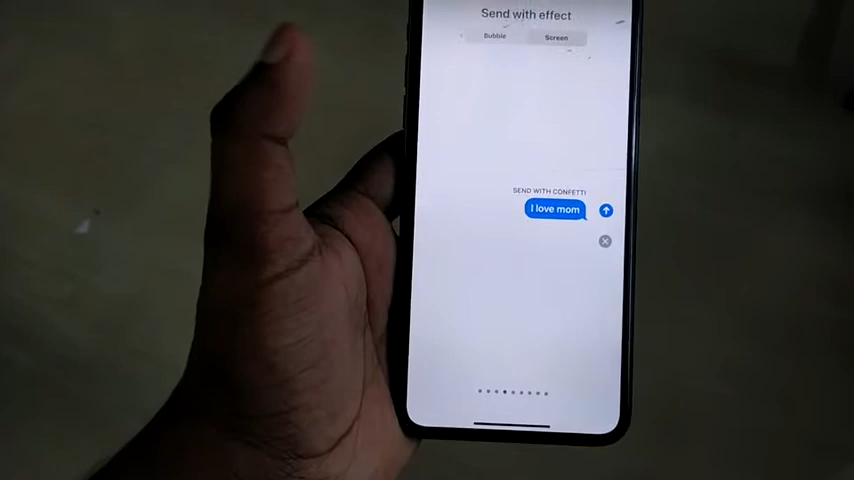 Send with effect
Bubble
Screen
SEND WITH CONFETTI
I love mom